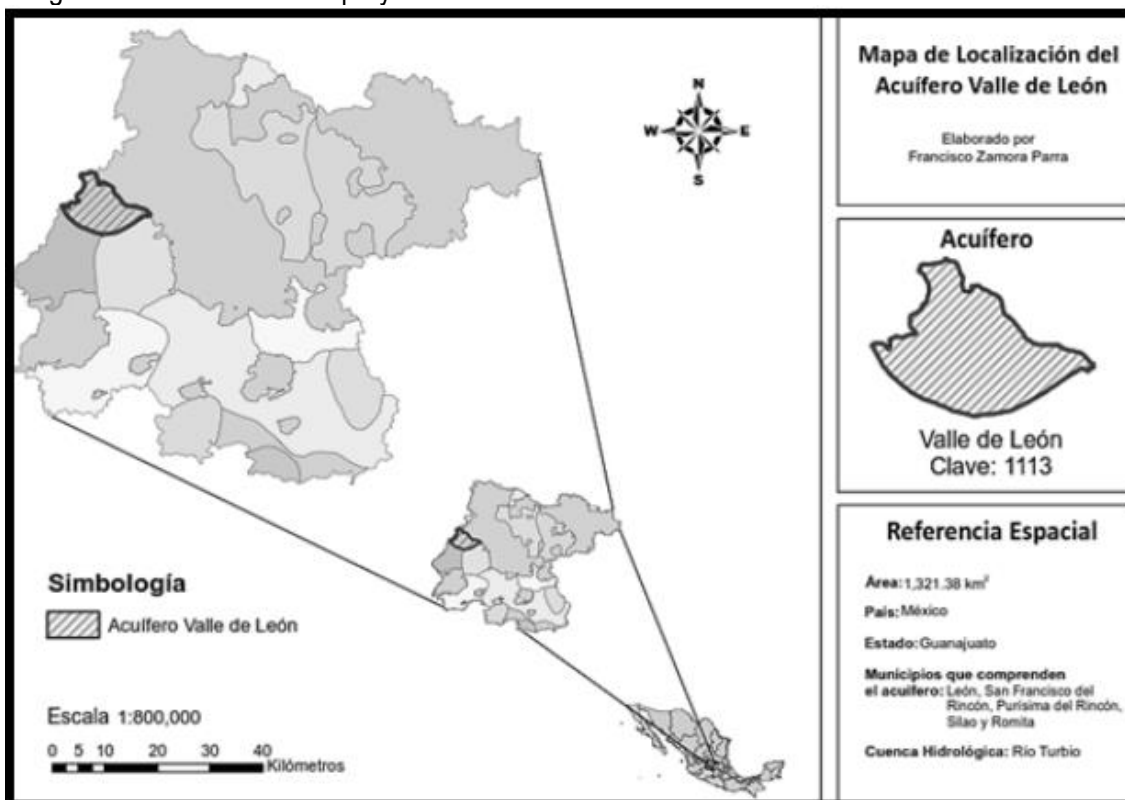 N
W
E
S
Simbología
Acuífero Valle de León
Escala 1:800,000
0 5 10 20 30 40
Kilómetros
Mapa de Localización del
Acuífero Valle de León
Elaborado por
Francisco Zamora Parra
Acuífero
Valle de León
Clave: 1113
Referencia Espacial
Área: 1,321.38 km²
País: México
Estado: Guanajuato
Municipios que comprenden
el acuífero: León, San Francisco del
Rincón, Purísima del Rincón,
Silao y Romita
Cuenca Hidrológica: Río Turbio